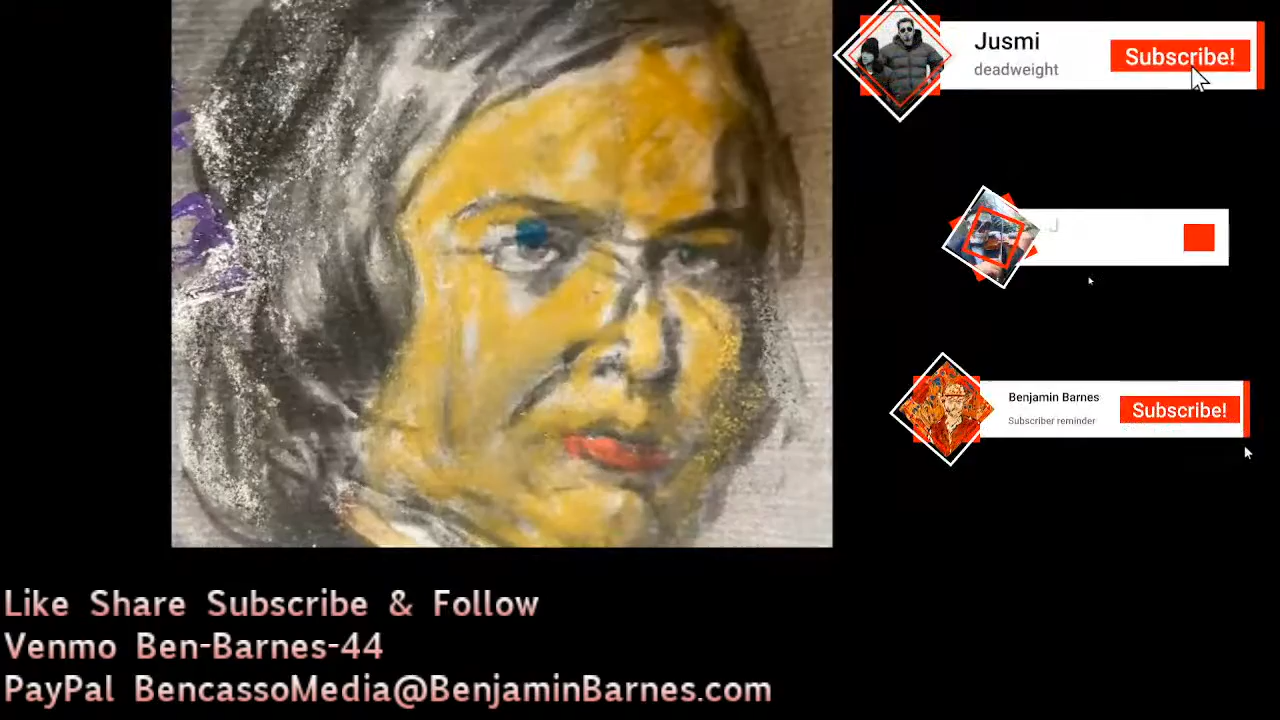 Jusmi
deadweight
Subscribe!
J
Benjamin Barnes
Subscriber reminder
Subscribe!
Like Share Subscribe & Follow
Venmo Ben-Barnes-44
PayPal BencassoMedia@BenjaminBarnes.com